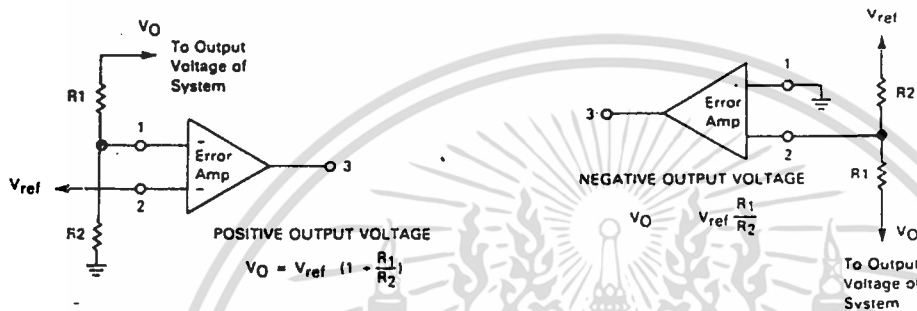 VO
To Output
Voltage of
System
R1
1
Error
Amp
3
Vref
2
R2
POSITIVE OUTPUT VOLTAGE
VO = Vref (1 + R1/R2)
Vref
R2
1
Error
Amp
3
2
R1
NEGATIVE OUTPUT VOLTAGE
VO Vref R1/R2
VO
To Output
Voltage of
System